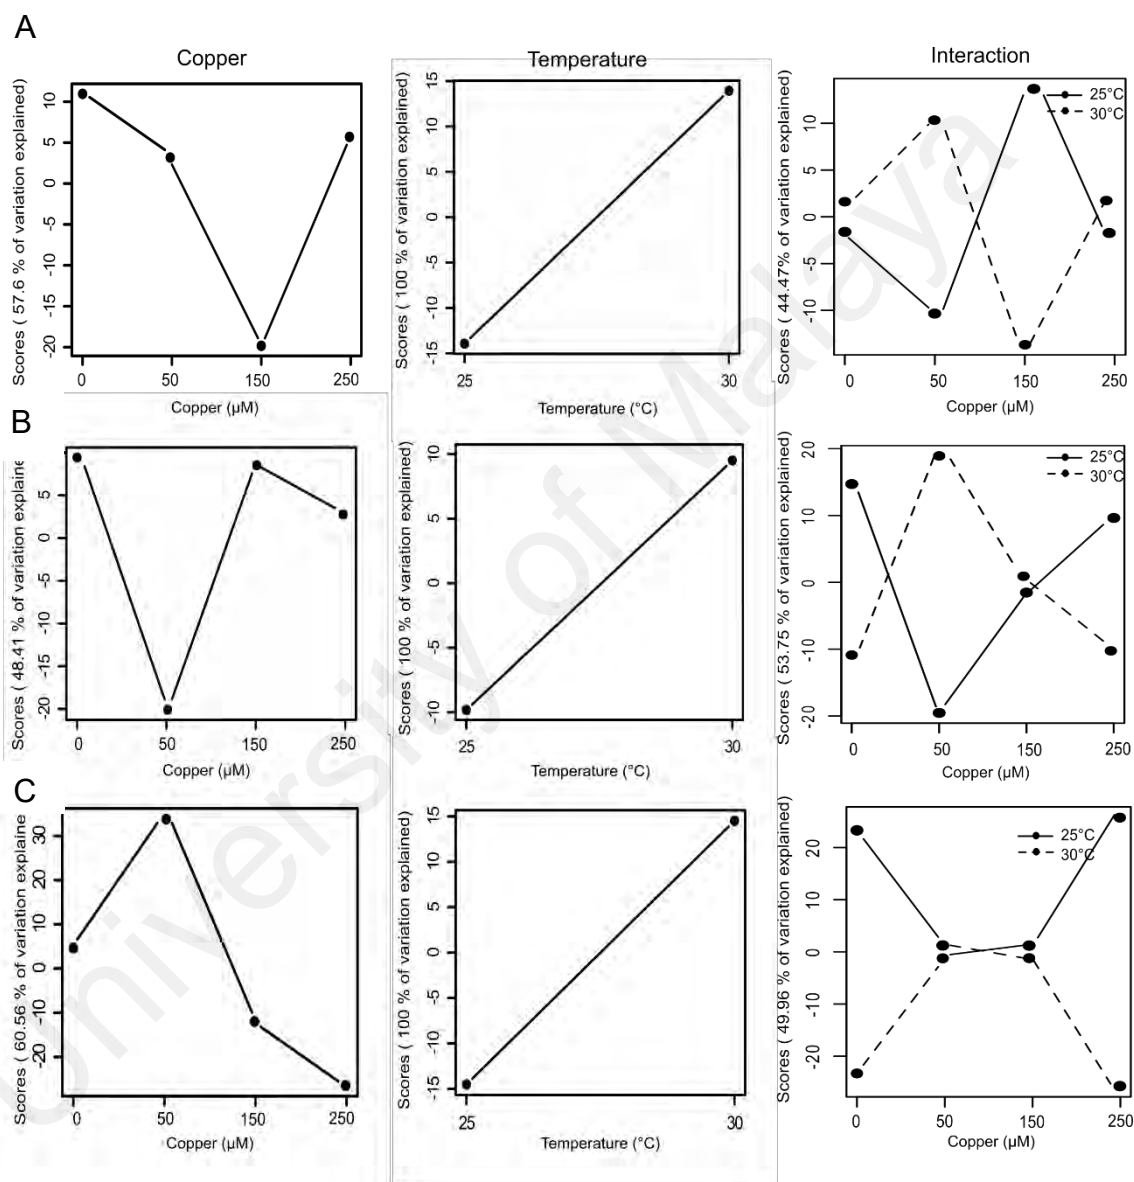 A
Copper
Temperature
Interaction
Scores ( 57.6 % of variation explained)
10
5
0
-5
-10
-15
-20
0 50 150 250
Copper (µM)
Scores ( 100 % of variation explained)
15
10
5
0
-5
-10
-15
25 30
Temperature (°C)
Scores ( 44.47% of variation explained)
10
5
0
-5
-10
25°C
30°C
0 50 150 250
Copper (µM)
B
Scores ( 48.41 % of variation explaine
5
0
-5
-10
-15
-20
0 50 150 250
Copper (µM)
Scores ( 100 % of variation explained)
10
5
0
-5
-10
25 30
Temperature (°C)
Scores ( 53.75 % of variation explained)
20
10
0
-10
-20
25°C
30°C
0 50 150 250
Copper (µM)
C
Scores ( 60.56 % of variation explaine
30
20
10
0
-10
-20
0 50 150 250
Copper (µM)
Scores ( 100 % of variation explained)
15
10
5
0
-5
-10
-15
25 30
Temperature (°C)
Scores ( 49.96 % of variation explained)
20
10
0
-10
-20
25°C
30°C
0 50 150 250
Copper (µM)
University of Malaya